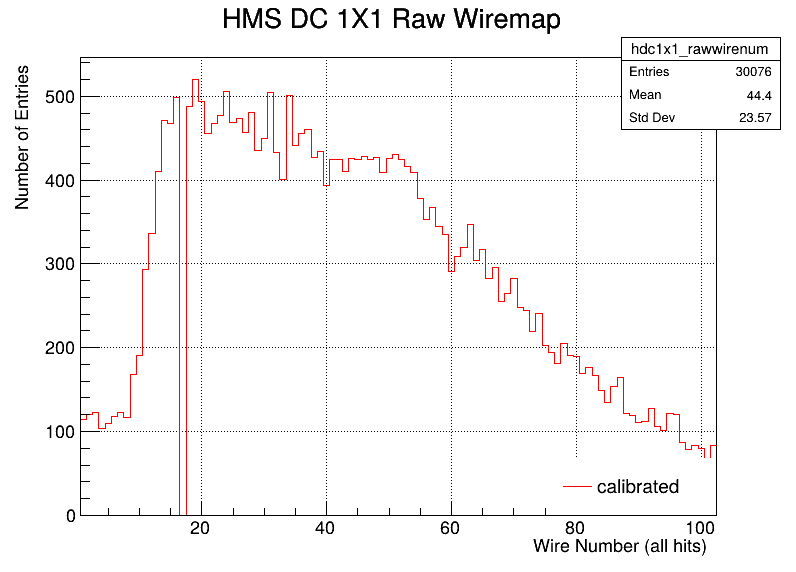 HMS DC 1X1 Raw Wiremap
hdc1x1_rawwirenum
Entries 30076
Mean 44.4
Std Dev 23.57
Number of Entries
500
400
300
200
100
0
20 40 60 80 100
Wire Number (all hits)
calibrated